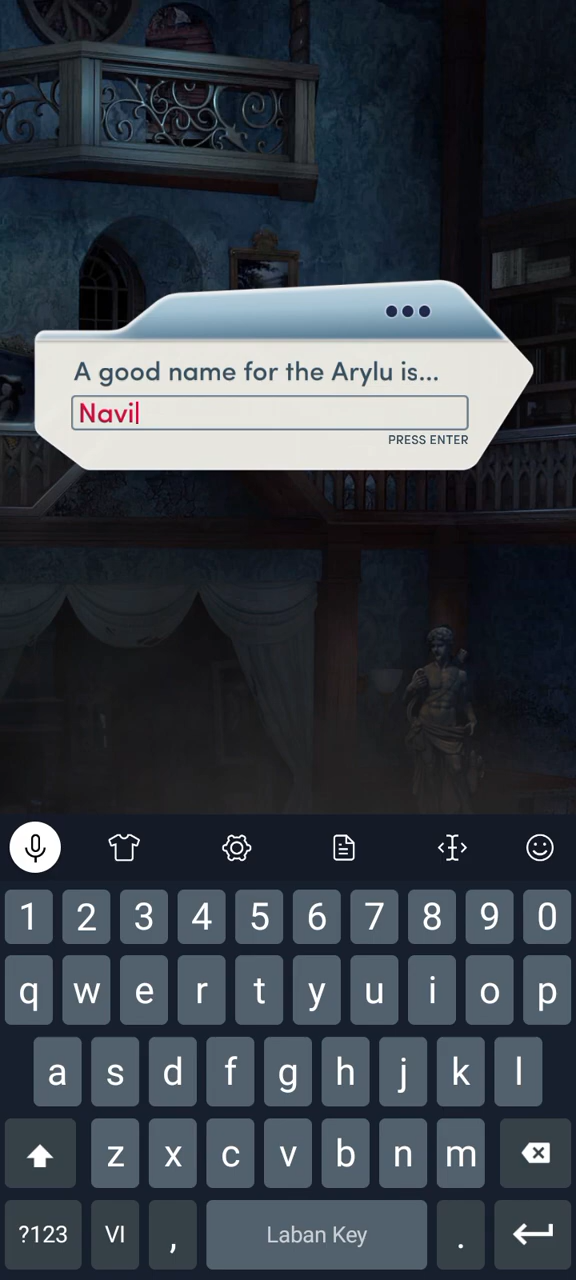 A good name for the Arylu is...
Navi
PRESS ENTER
1 2 3 4 5 6 7 8 9 0
q w e r t y u i o p
a s d f g h j k l
z x c v b n m
?123 VI , Laban Key .